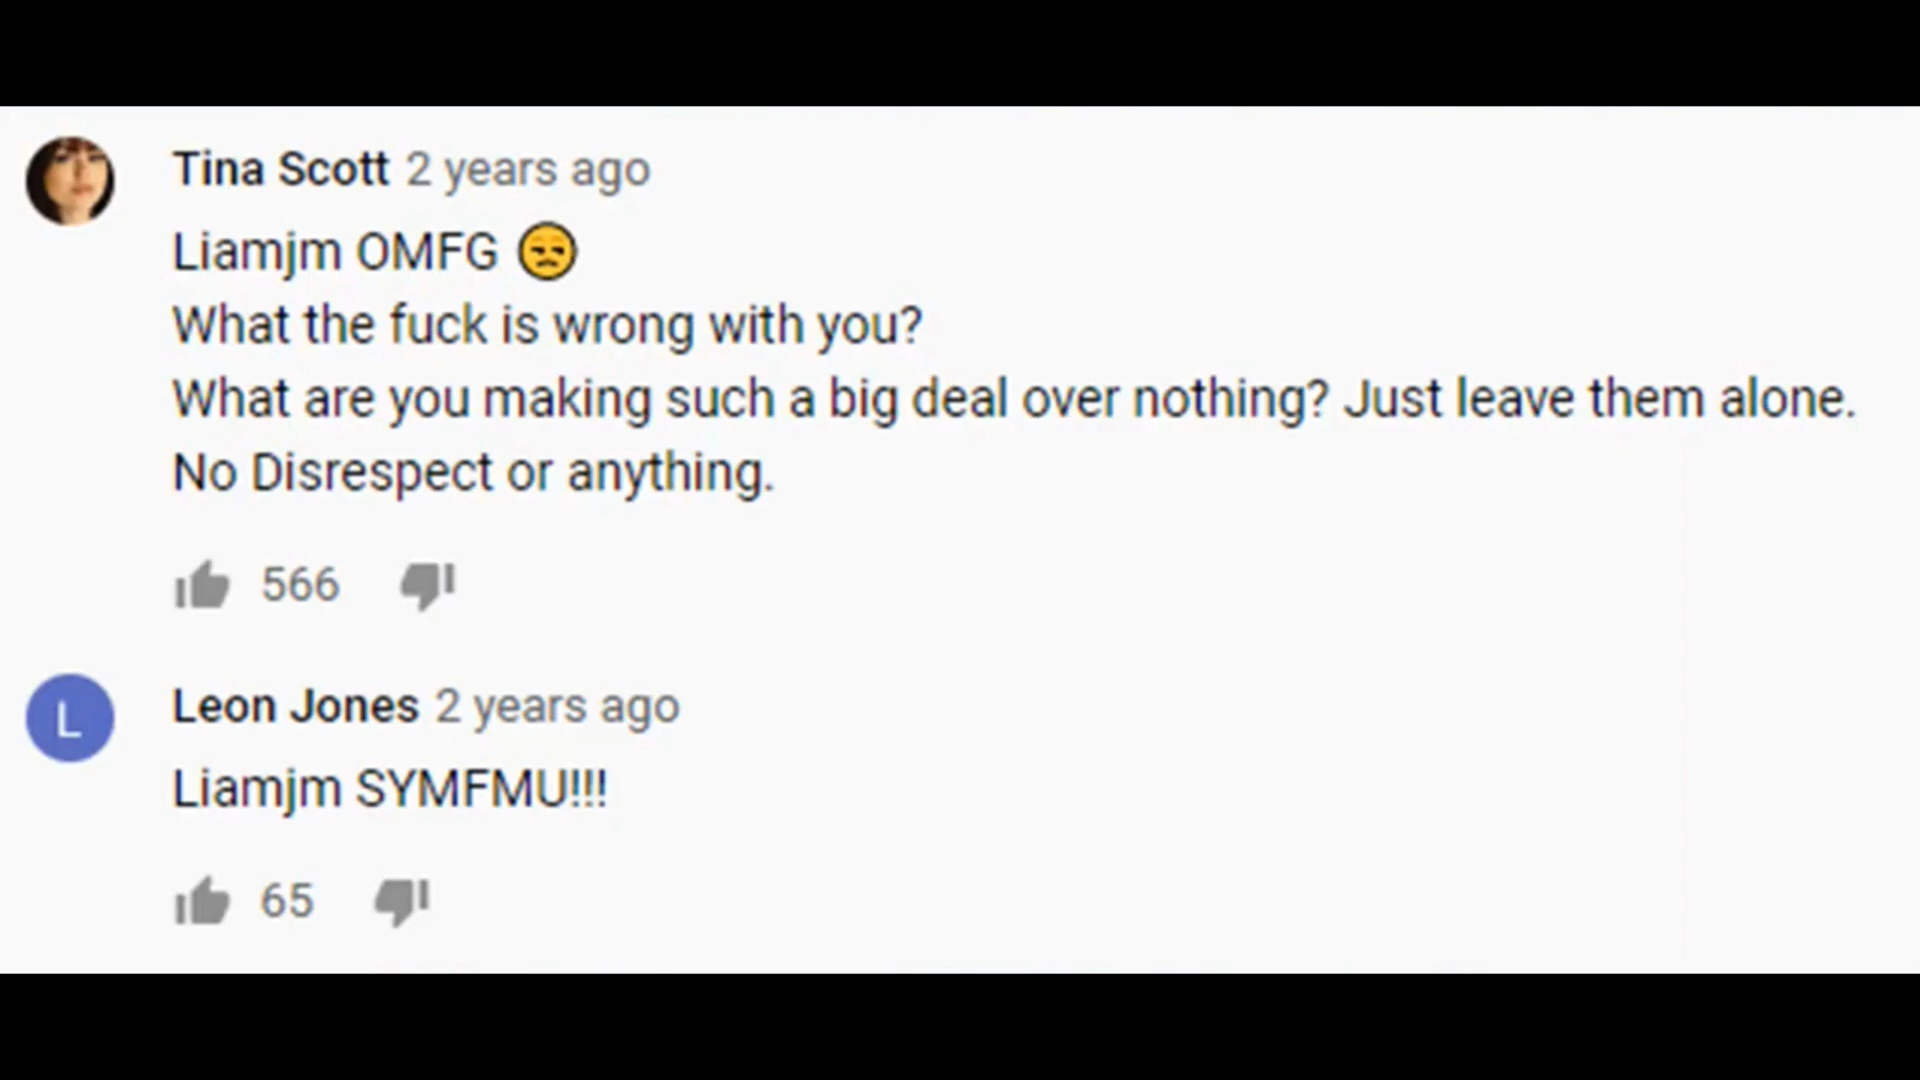 Tina Scott 2 years ago
Liamjm OMFG 😒
What the fuck is wrong with you?
What are you making such a big deal over nothing? Just leave them alone.
No Disrespect or anything.
566
L
Leon Jones 2 years ago
Liamjm SYMFMU!!!
65